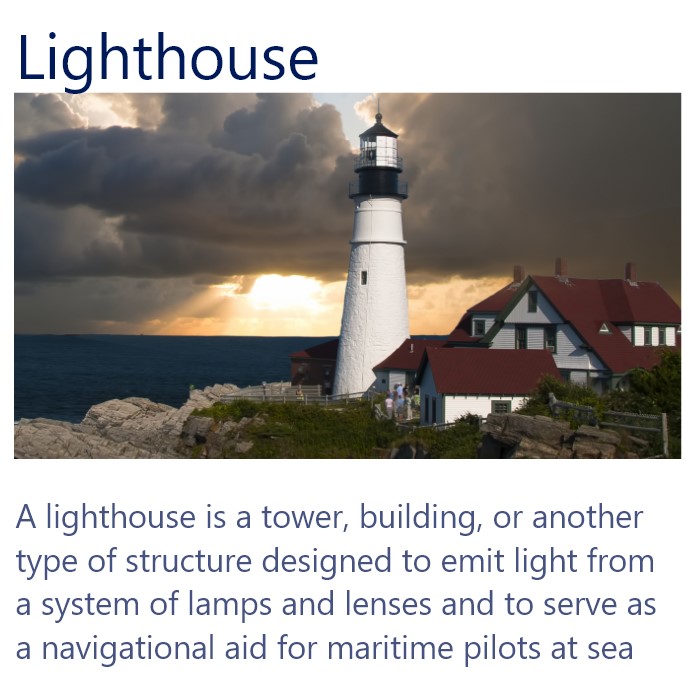 Lighthouse
A lighthouse is a tower, building, or another
type of structure designed to emit light from
a system of lamps and lenses and to serve as
a navigational aid for maritime pilots at sea